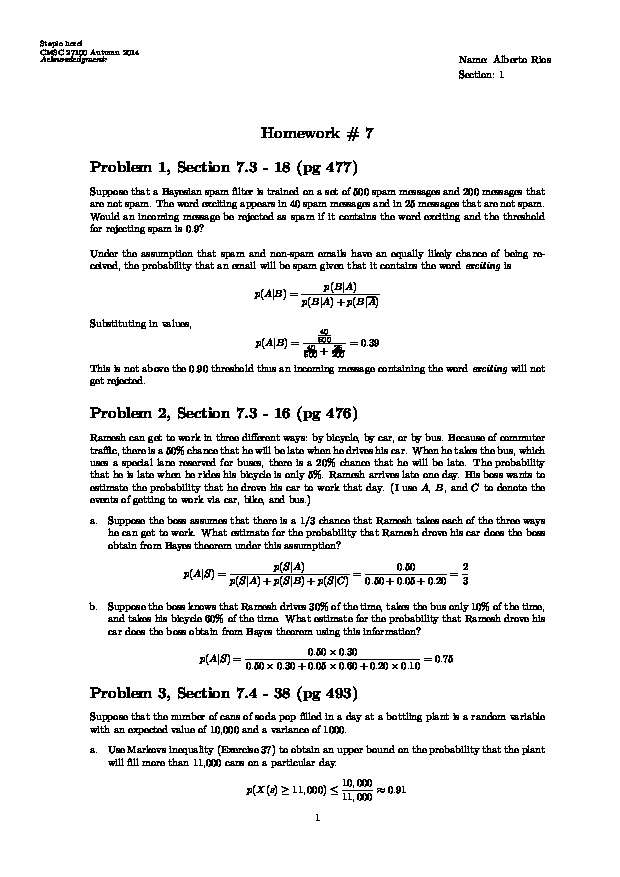 Stepic hard
CMSC 27100 Autumn 2014
Acknowledgment:
Name: Alberto Rios
Section: 1
Homework # 7
Problem 1, Section 7.3 - 18 (pg 477)
Suppose that a Bayesian spam filter is trained on a set of 500 spam messages and 200 messages that
are not spam. The word exciting appears in 40 spam messages and in 25 messages that are not spam.
Would an incoming message be rejected as spam if it contains the word exciting and the threshold
for rejecting spam is 0.9?
Under the assumption that spam and non-spam emails have an equally likely chance of being re-
ceived, the probability that an email will be spam given that it contains the word exciting is
p(A|B) = p(B|A) / p(B|A) + p(B|A̅)
Substituting in values,
p(A|B) = 40/500 / 40/500 + 25/200 = 0.39
This is not above the 0.90 threshold thus an incoming message containing the word exciting will not
get rejected.
Problem 2, Section 7.3 - 16 (pg 476)
Ramesh can get to work in three different ways: by bicycle, by car, or by bus. Because of commuter
traffic, there is a 50% chance that he will be late when he drives his car. When he takes the bus, which
uses a special lane reserved for buses, there is a 20% chance that he will be late. The probability
that he is late when he rides his bicycle is only 5%. Ramesh arrives late one day. His boss wants to
estimate the probability that he drove his car to work that day. (I use A, B, and C to denote the
events of getting to work via car, bike, and bus.)
a. Suppose the boss assumes that there is a 1/3 chance that Ramesh takes each of the three ways
he can get to work. What estimate for the probability that Ramesh drove his car does the boss
obtain from Bayes theorem under this assumption?
p(A|S) = p(S|A) / p(S|A) + p(S|B) + p(S|C) = 0.50 / 0.50 + 0.05 + 0.20 = 2/3
b. Suppose the boss knows that Ramesh drives 30% of the time, takes the bus only 10% of the time,
and takes his bicycle 60% of the time. What estimate for the probability that Ramesh drove his
car does the boss obtain from Bayes theorem using this information?
p(A|S) = 0.50 × 0.30 / 0.50 × 0.30 + 0.05 × 0.60 + 0.20 × 0.10 = 0.75
Problem 3, Section 7.4 - 38 (pg 493)
Suppose that the number of cans of soda pop filled in a day at a bottling plant is a random variable
with an expected value of 10,000 and a variance of 1000.
a. Use Markovs inequality (Exercise 37) to obtain an upper bound on the probability that the plant
will fill more than 11,000 cans on a particular day.
p(X(s) ≥ 11,000) ≤ 10,000 / 11,000 ≈ 0.91
1